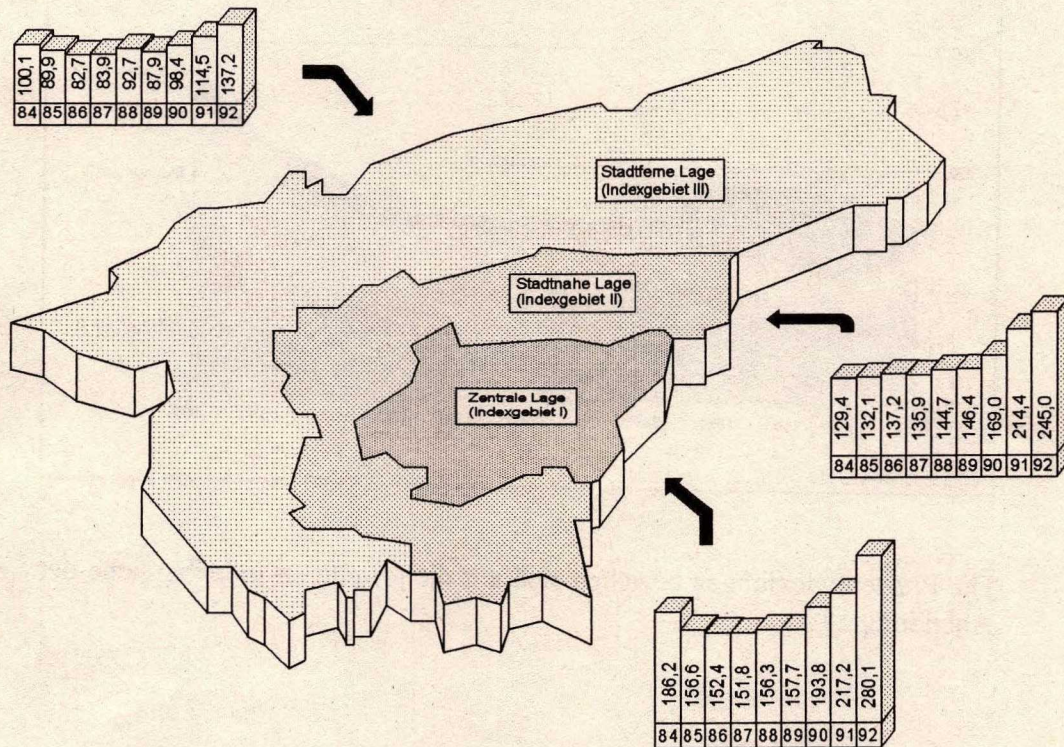 100,1 89,9 82,7 83,9 92,7 87,9 98,4 114,5 137,2
84 85 86 87 88 89 90 91 92
Stadtferne Lage
(Indexgebiet III)
Stadtnahe Lage
(Indexgebiet II)
Zentrale Lage
(Indexgebiet I)
129,4 132,1 137,2 135,9 144,7 146,4 169,0 214,4 245,0
84 85 86 87 88 89 90 91 92
186,2 156,6 152,4 151,8 156,3 157,7 193,8 217,2 280,1
84 85 86 87 88 89 90 91 92